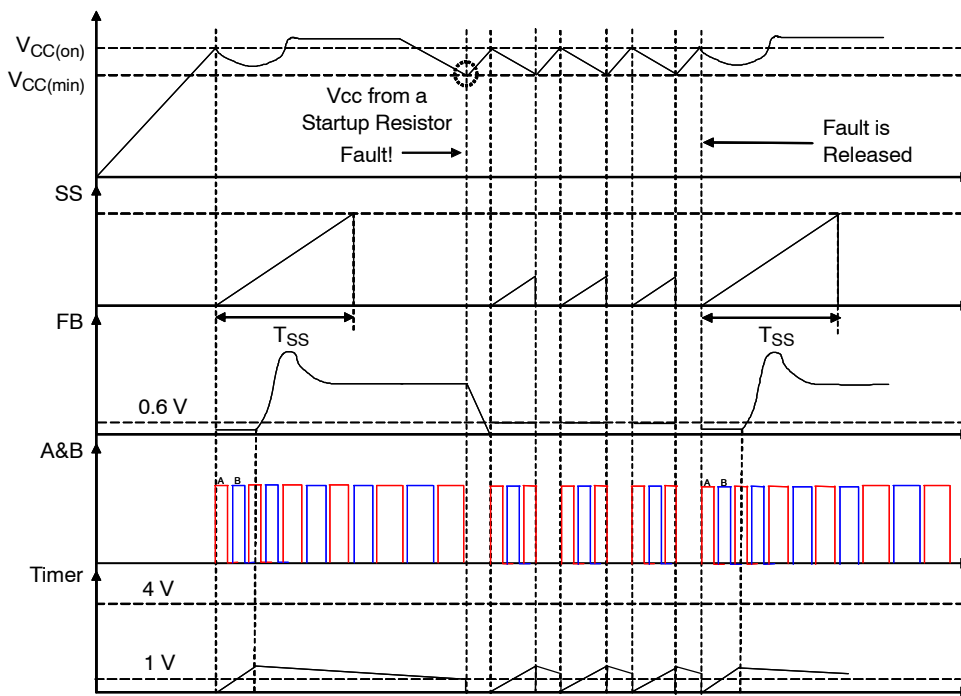 VCC(on)
VCC(min)
Vcc from a
Startup Resistor
Fault!
Fault is
Released
SS
TSS
TSS
FB
0.6 V
A&B
A B
A B
Timer
4 V
1 V